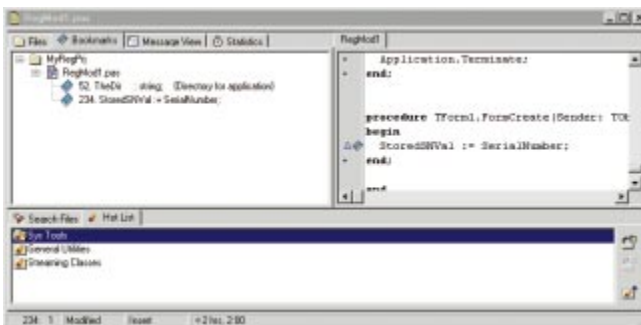 RegMod1.pas
Files Bookmarks Message View Statistics
MyRegPrj
RegMod1.pas
52. TheDir : string; (Directory for application)
234. StoredSNVal := SerialNumber;
RegMod1
Application.Terminate;
end;
procedure TForm1.FormCreate(Sender: TOb
begin
StoredSNVal := SerialNumber;
end;
end
Search Files Hot List
Sys Tools
General Utilities
Streaming Classes
234: 1 Modified Insert